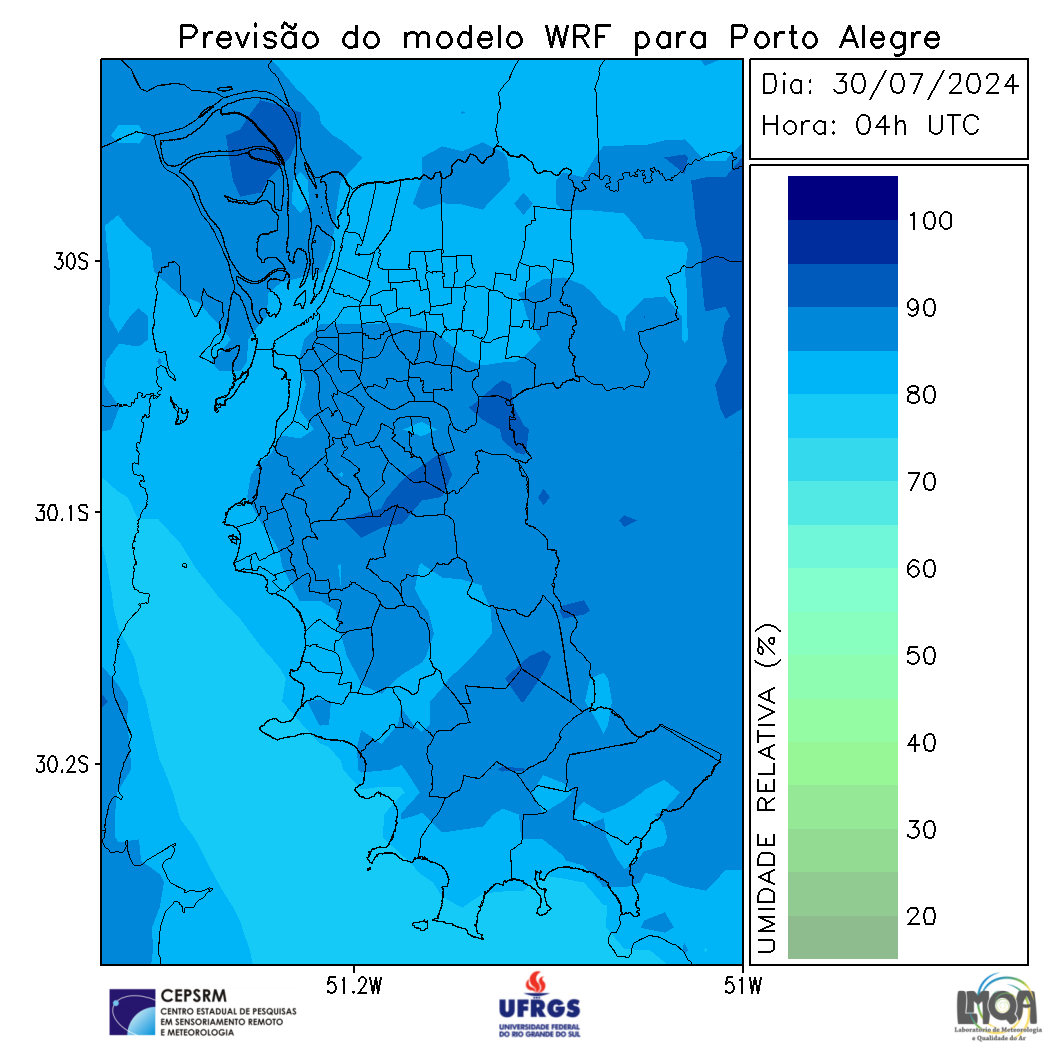 Previsão do modelo WRF para Porto Alegre
Dia: 30/07/2024
Hora: 04h UTC
30S
30.1S
30.2S
51.2W
51W
100
90
80
70
60
50
40
30
20
UMIDADE RELATIVA (%)
CEPSRM
CENTRO ESTADUAL DE PESQUISAS
EM SENSORIAMENTO REMOTO
E METEOROLOGIA
UFRGS
UNIVERSIDADE FEDERAL
DO RIO GRANDE DO SUL
LMQA
Laboratório de Meteorologia
e Qualidade do Ar